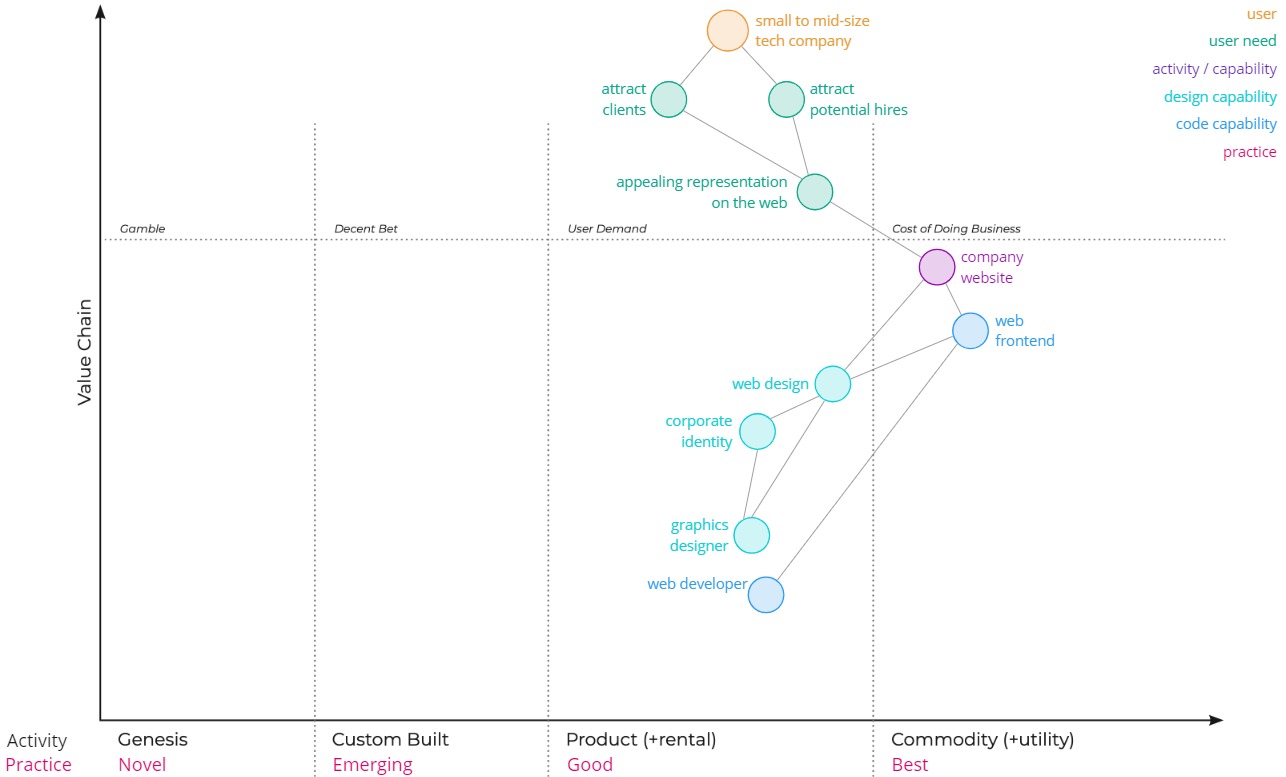 small to mid-size
tech company
user
user need
activity / capability
design capability
code capability
practice
attract
clients
attract
potential hires
appealing representation
on the web
Gamble
Decent Bet
User Demand
Cost of Doing Business
company
website
web
frontend
Value Chain
web design
corporate
identity
graphics
designer
web developer
Activity
Genesis
Custom Built
Product (+rental)
Commodity (+utility)
Practice
Novel
Emerging
Good
Best